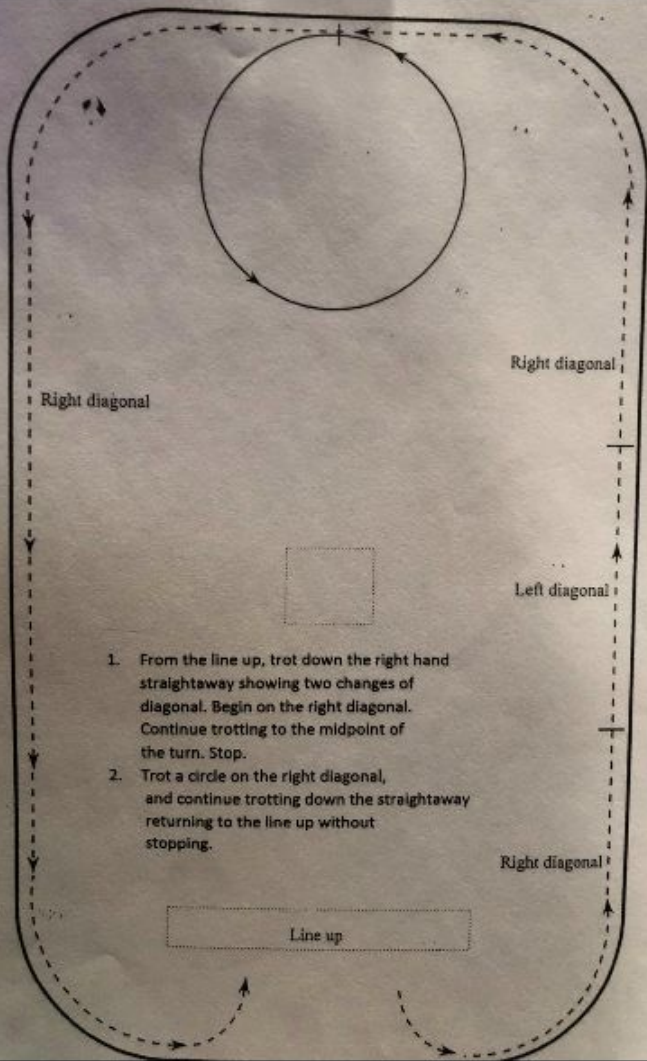 Right diagonal
Right diagonal
Left diagonal
1. From the line up, trot down the right hand
straightaway showing two changes of
diagonal. Begin on the right diagonal.
Continue trotting to the midpoint of
the turn. Stop.
2. Trot a circle on the right diagonal,
and continue trotting down the straightaway
returning to the line up without
stopping.
Right diagonal
Line up